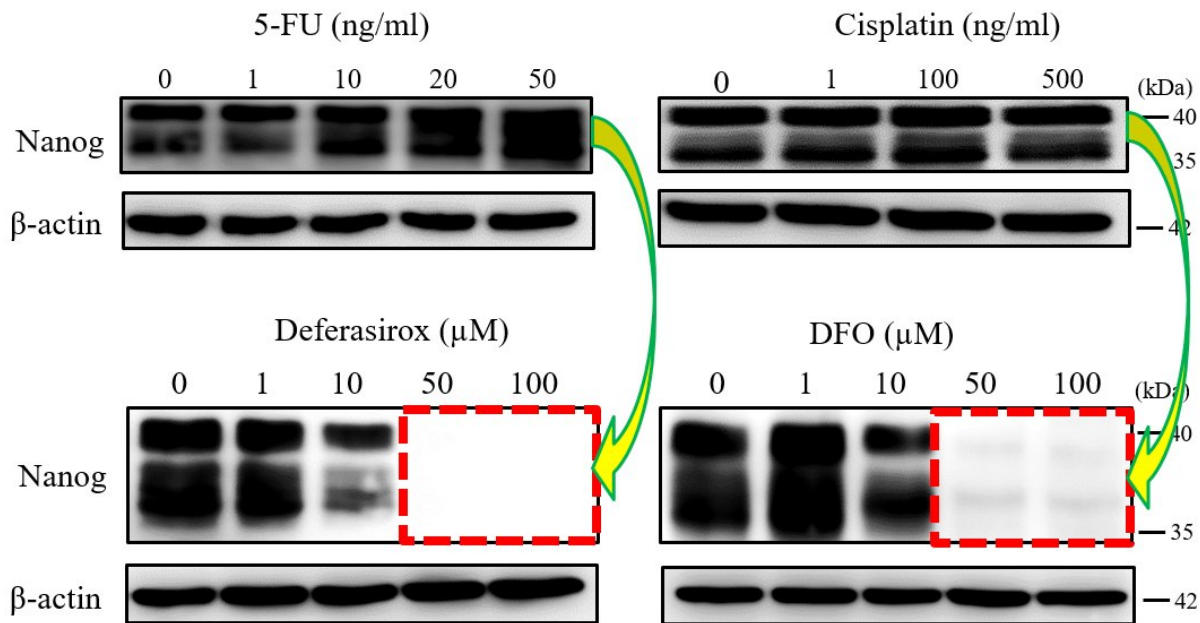 5-FU (ng/ml) Cisplatin (ng/ml)
0 1 10 20 50 0 1 100 500 (kDa)
Nanog 40
35
β-actin 42
Deferasirox (μM) DFO (μM)
0 1 10 50 100 0 1 10 50 100 (kDa)
40
Nanog
35
β-actin 42